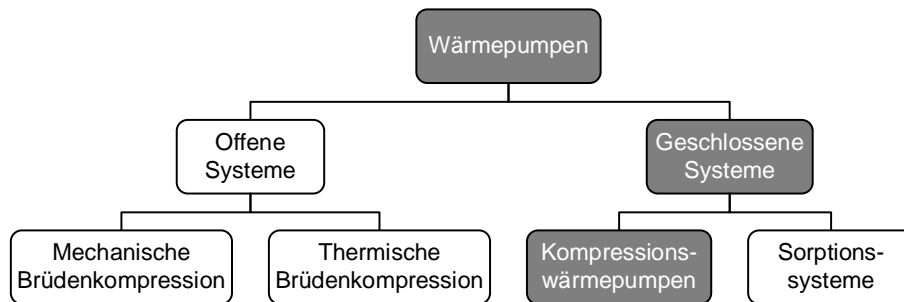 Wärmepumpen
Offene
Systeme
Geschlossene
Systeme
Mechanische
Brüdenkompression
Thermische
Brüdenkompression
Kompressions-
wärmepumpen
Sorptions-
systeme